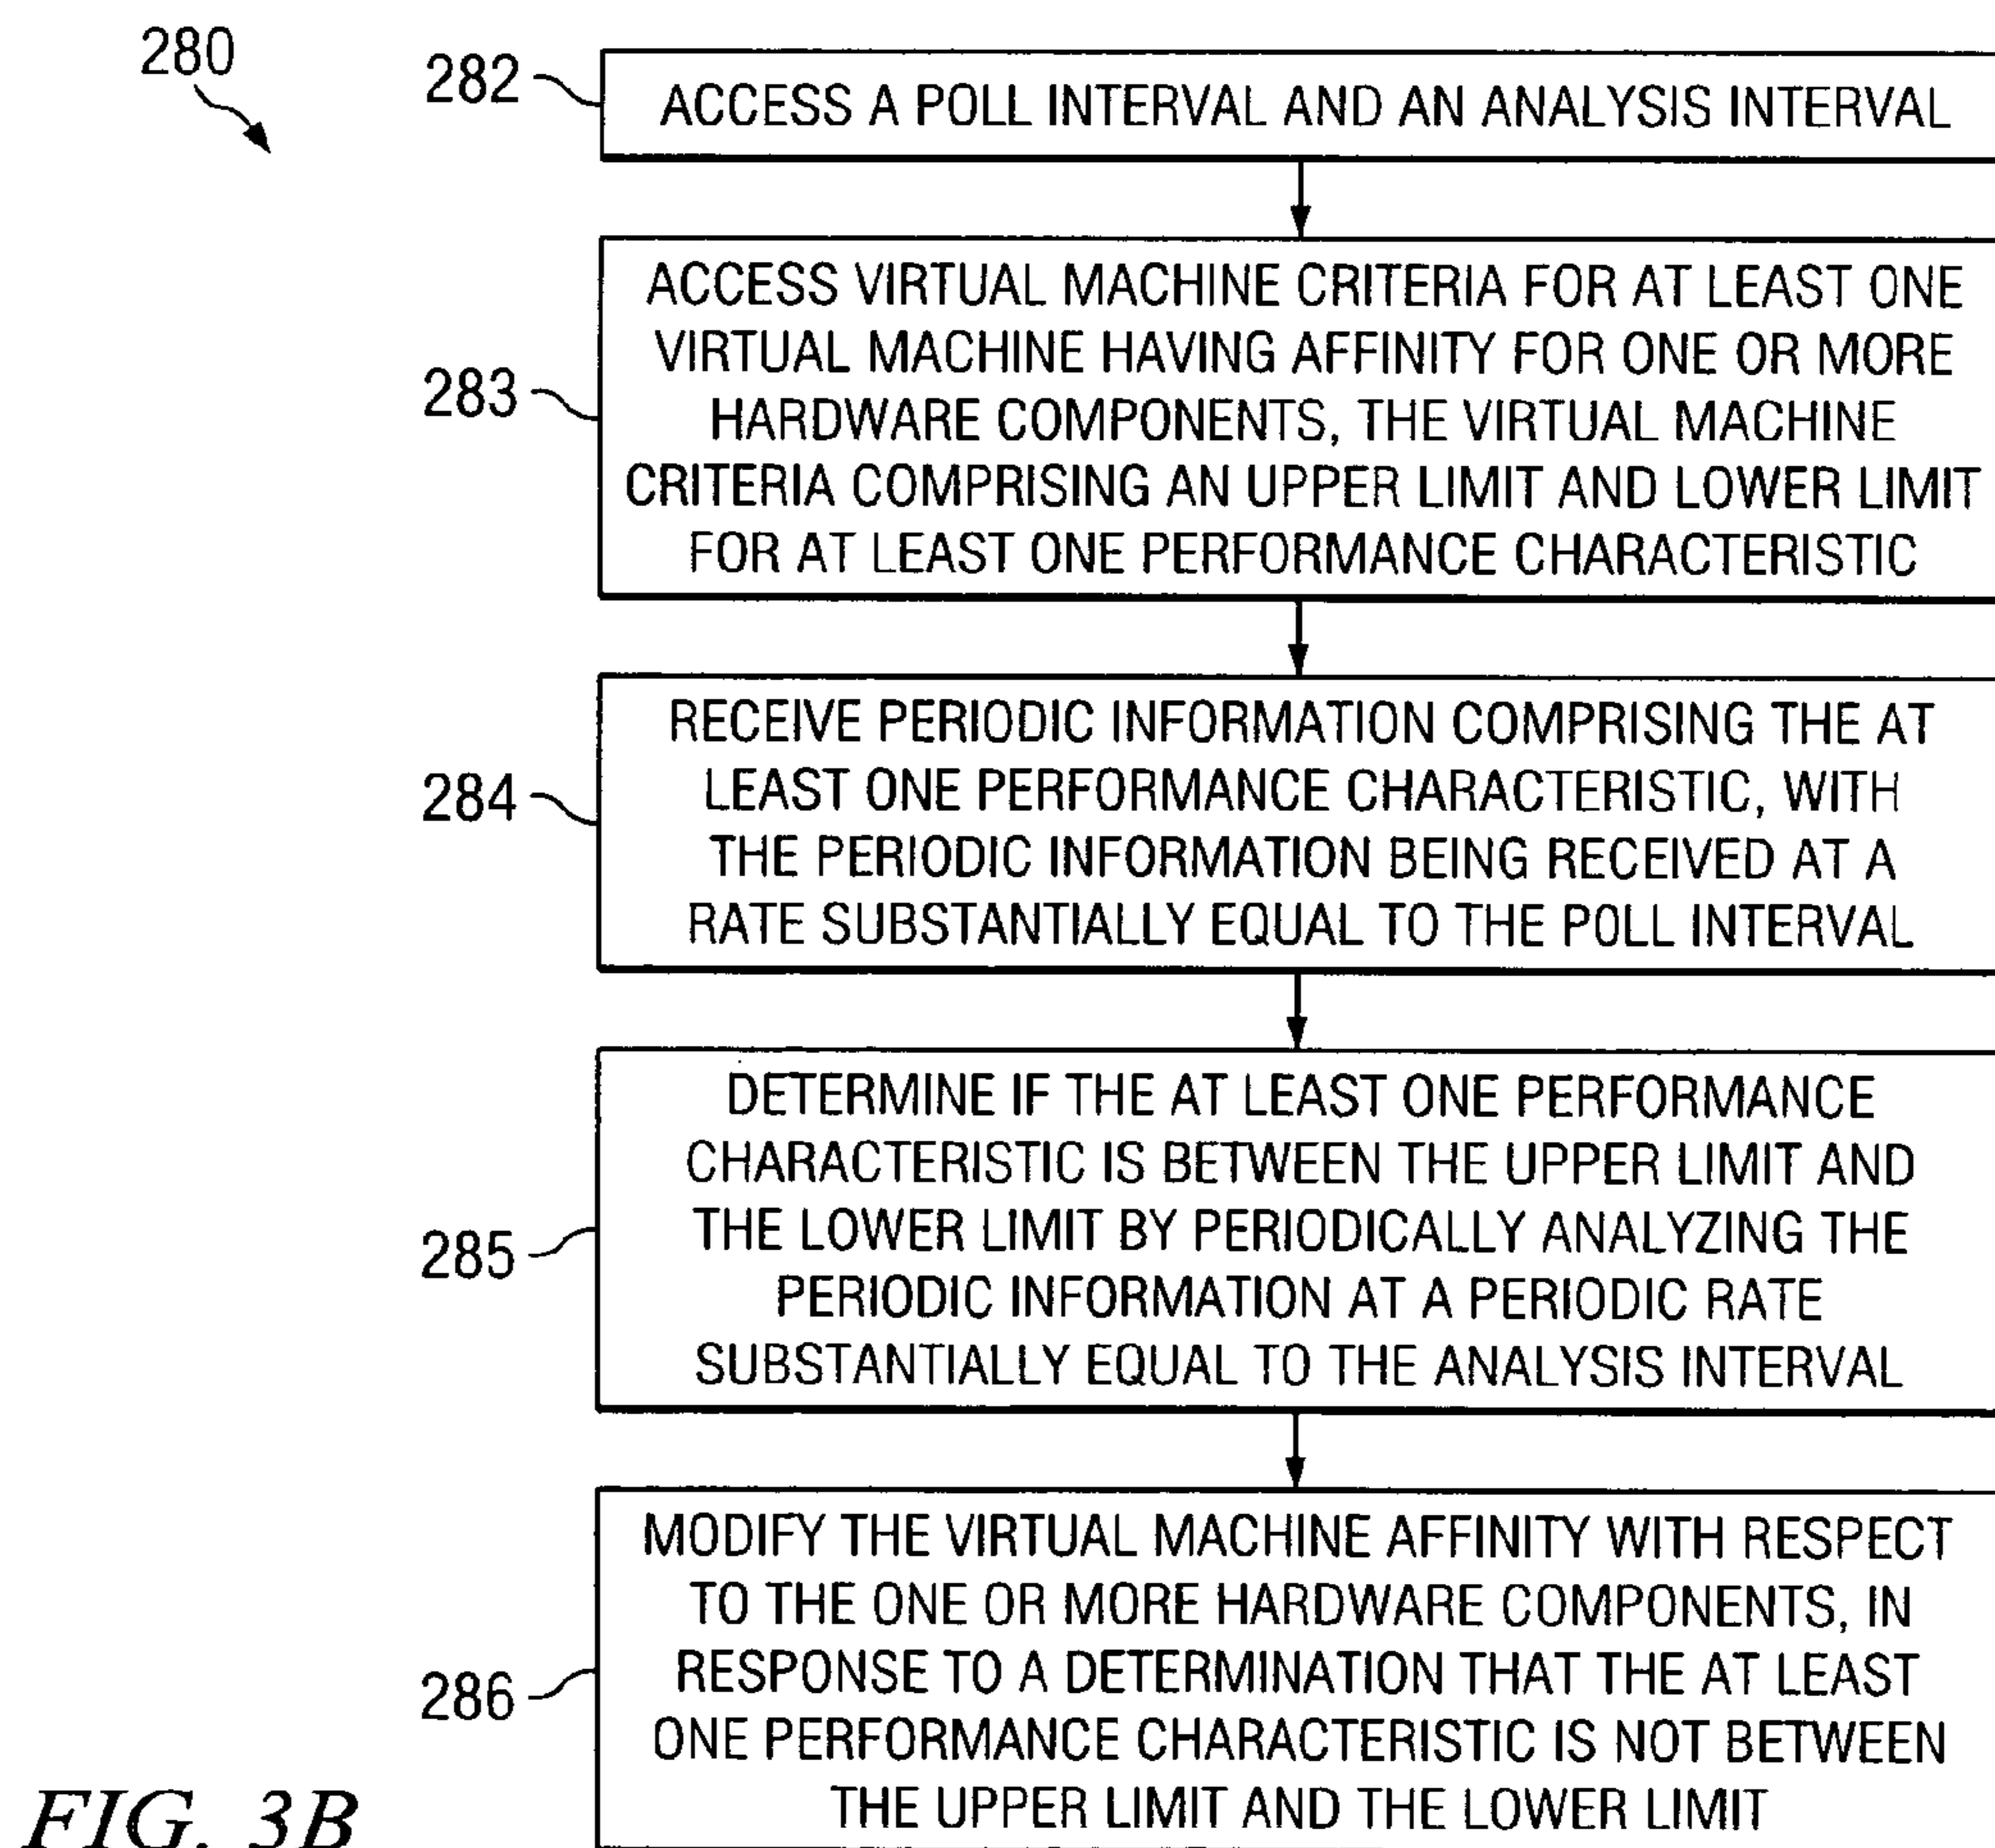 280
282
ACCESS A POLL INTERVAL AND AN ANALYSIS INTERVAL
283
ACCESS VIRTUAL MACHINE CRITERIA FOR AT LEAST ONE
VIRTUAL MACHINE HAVING AFFINITY FOR ONE OR MORE
HARDWARE COMPONENTS, THE VIRTUAL MACHINE
CRITERIA COMPRISING AN UPPER LIMIT AND LOWER LIMIT
FOR AT LEAST ONE PERFORMANCE CHARACTERISTIC
284
RECEIVE PERIODIC INFORMATION COMPRISING THE AT
LEAST ONE PERFORMANCE CHARACTERISTIC, WITH
THE PERIODIC INFORMATION BEING RECEIVED AT A
RATE SUBSTANTIALLY EQUAL TO THE POLL INTERVAL
285
DETERMINE IF THE AT LEAST ONE PERFORMANCE
CHARACTERISTIC IS BETWEEN THE UPPER LIMIT AND
THE LOWER LIMIT BY PERIODICALLY ANALYZING THE
PERIODIC INFORMATION AT A PERIODIC RATE
SUBSTANTIALLY EQUAL TO THE ANALYSIS INTERVAL
286
MODIFY THE VIRTUAL MACHINE AFFINITY WITH RESPECT
TO THE ONE OR MORE HARDWARE COMPONENTS, IN
RESPONSE TO A DETERMINATION THAT THE AT LEAST
ONE PERFORMANCE CHARACTERISTIC IS NOT BETWEEN
THE UPPER LIMIT AND THE LOWER LIMIT
FIG. 3B